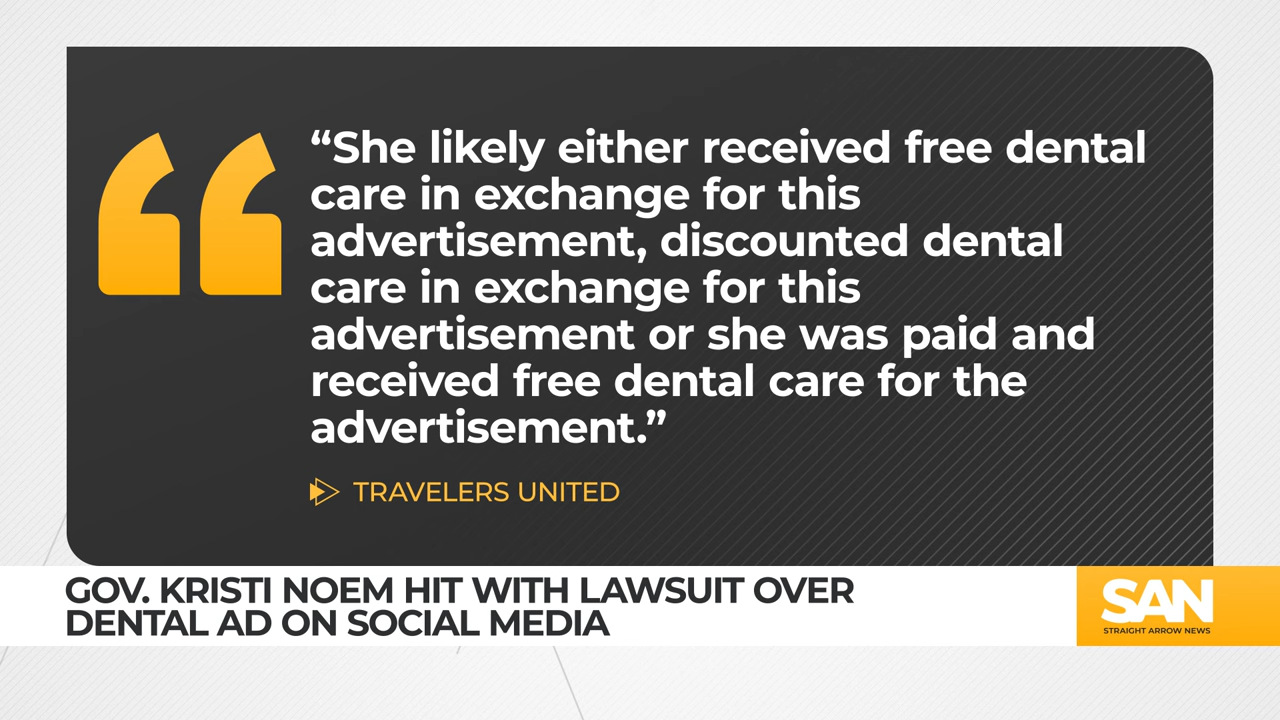 “She likely either received free dental
care in exchange for this
advertisement, discounted dental
care in exchange for this
advertisement or she was paid and
received free dental care for the
advertisement.”
TRAVELERS UNITED
GOV. KRISTI NOEM HIT WITH LAWSUIT OVER
DENTAL AD ON SOCIAL MEDIA
SAN
STRAIGHT ARROW NEWS